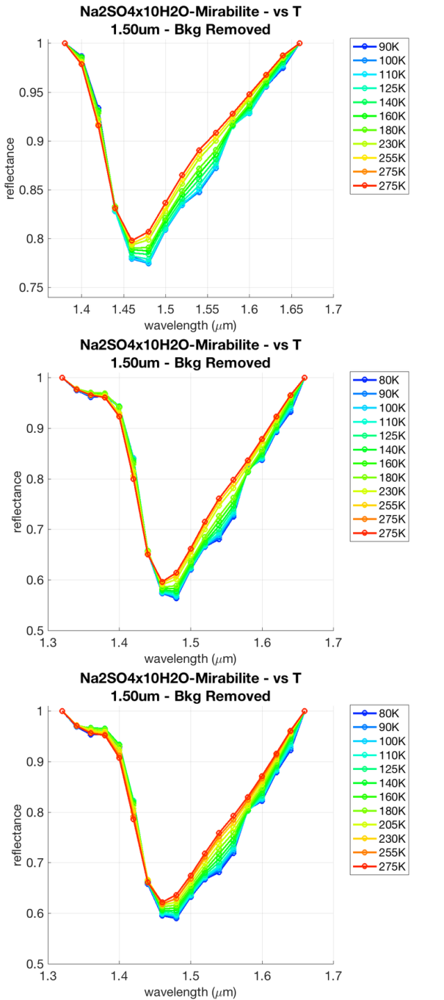 Na2SO4x10H2O-Mirabilite - vs T
1.50um - Bkg Removed
1
0.95
0.9
0.85
0.8
0.75
reflectance
1.4
1.45
1.5
1.55
1.6
1.65
1.7
wavelength (μm)
90K
100K
110K
125K
140K
160K
180K
230K
255K
275K
275K
Na2SO4x10H2O-Mirabilite - vs T
1.50um - Bkg Removed
1
0.9
0.8
0.7
0.6
0.5
reflectance
1.3
1.4
1.5
1.6
1.7
wavelength (μm)
80K
90K
100K
110K
125K
140K
160K
180K
230K
255K
275K
275K
Na2SO4x10H2O-Mirabilite - vs T
1.50um - Bkg Removed
1
0.9
0.8
0.7
0.6
0.5
reflectance
1.3
1.4
1.5
1.6
1.7
wavelength (μm)
80K
90K
100K
110K
125K
140K
160K
180K
205K
230K
255K
275K